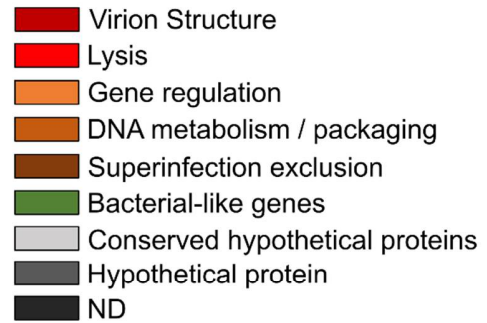 Virion Structure
Lysis
Gene regulation
DNA metabolism / packaging
Superinfection exclusion
Bacterial-like genes
Conserved hypothetical proteins
Hypothetical protein
ND